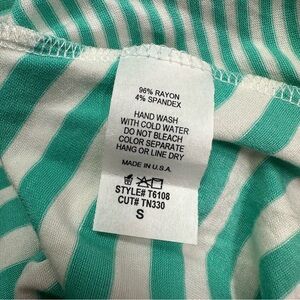 96% RAYON
4% SPANDEX
HAND WASH
WITH COLD WATER
DO NOT BLEACH
COLOR SEPARATE
HANG OR LINE DRY
MADE IN U.S.A.
STYLE# T6108
CUT# TN330
S